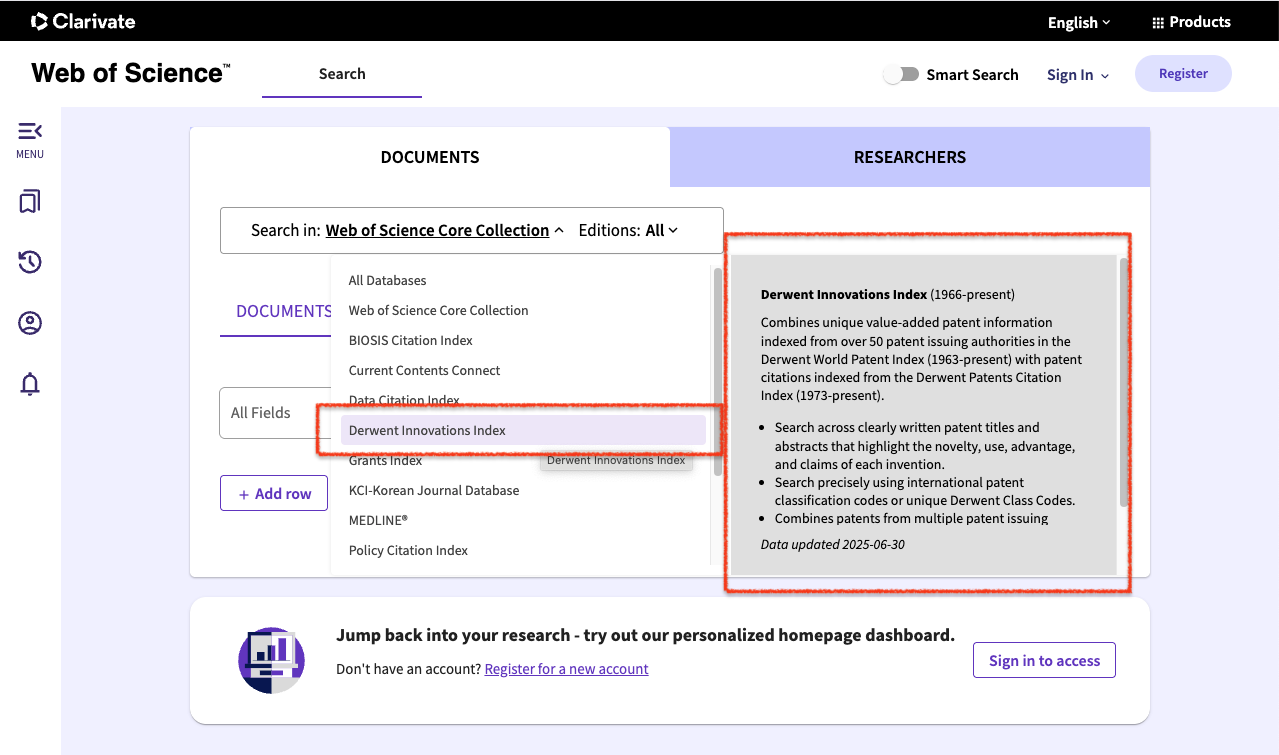 Clarivate
English
Products
Web of Science™
Search
Smart Search
Sign In
Register
MENU
DOCUMENTS
RESEARCHERS
Search in: Web of Science Core Collection
Editions: All
All Databases
Web of Science Core Collection
BIOSIS Citation Index
Current Contents Connect
Data Citation Index
Derwent Innovations Index
Grants Index
Derwent Innovations Index
KCI-Korean Journal Database
MEDLINE®
Policy Citation Index
DOCUMENTS
All Fields
+ Add row
Derwent Innovations Index (1966-present)
Combines unique value-added patent information
indexed from over 50 patent issuing authorities in the
Derwent World Patent Index (1963-present) with patent
citations indexed from the Derwent Patents Citation
Index (1973-present).
• Search across clearly written patent titles and
abstracts that highlight the novelty, use, advantage,
and claims of each invention.
• Search precisely using international patent
classification codes or unique Derwent Class Codes.
• Combines patents from multiple patent issuing
Data updated 2025-06-30
Jump back into your research - try out our personalized homepage dashboard.
Don't have an account? Register for a new account
Sign in to access